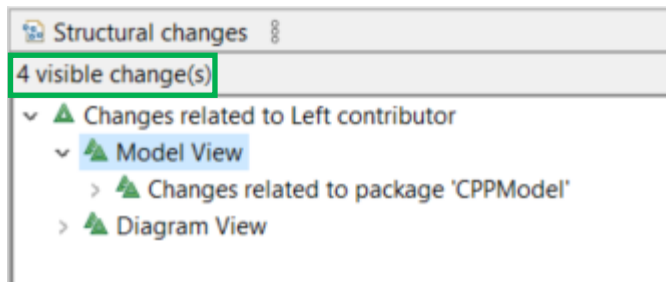 Structural changes
4 visible change(s)
Changes related to Left contributor
Model View
Changes related to package 'CPPModel'
Diagram View